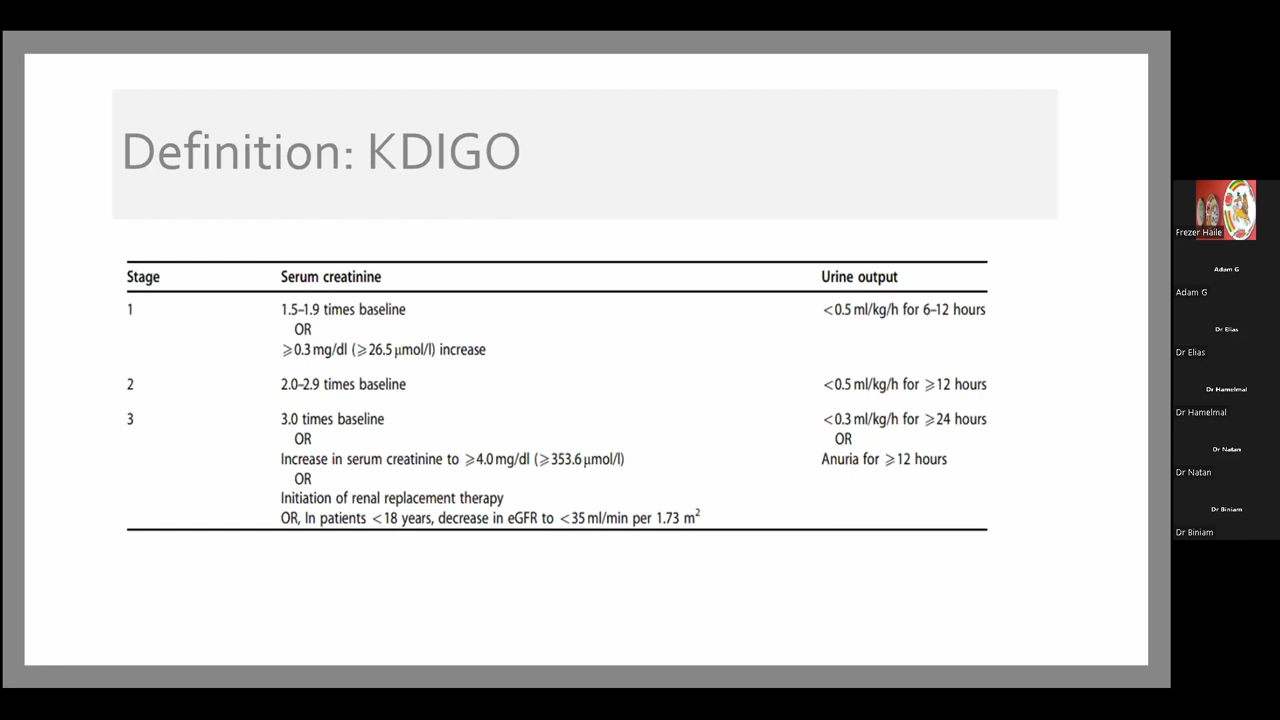 Definition: KDIGO
Stage Serum creatinine Urine output
1 1.5–1.9 times baseline <0.5 ml/kg/h for 6–12 hours
OR
⩾0.3 mg/dl (⩾26.5 μmol/l) increase
2 2.0–2.9 times baseline <0.5 ml/kg/h for ⩾12 hours
3 3.0 times baseline <0.3 ml/kg/h for ⩾24 hours
OR OR
Increase in serum creatinine to ⩾4.0 mg/dl (⩾353.6 μmol/l) Anuria for ⩾12 hours
OR
Initiation of renal replacement therapy
OR, In patients <18 years, decrease in eGFR to <35 ml/min per 1.73 m²
Frezer Haile
Adam G
Adam G
Dr Elias
Dr Elias
Dr Hamelmal
Dr Hamelmal
Dr Natan
Dr Natan
Dr Biniam
Dr Biniam